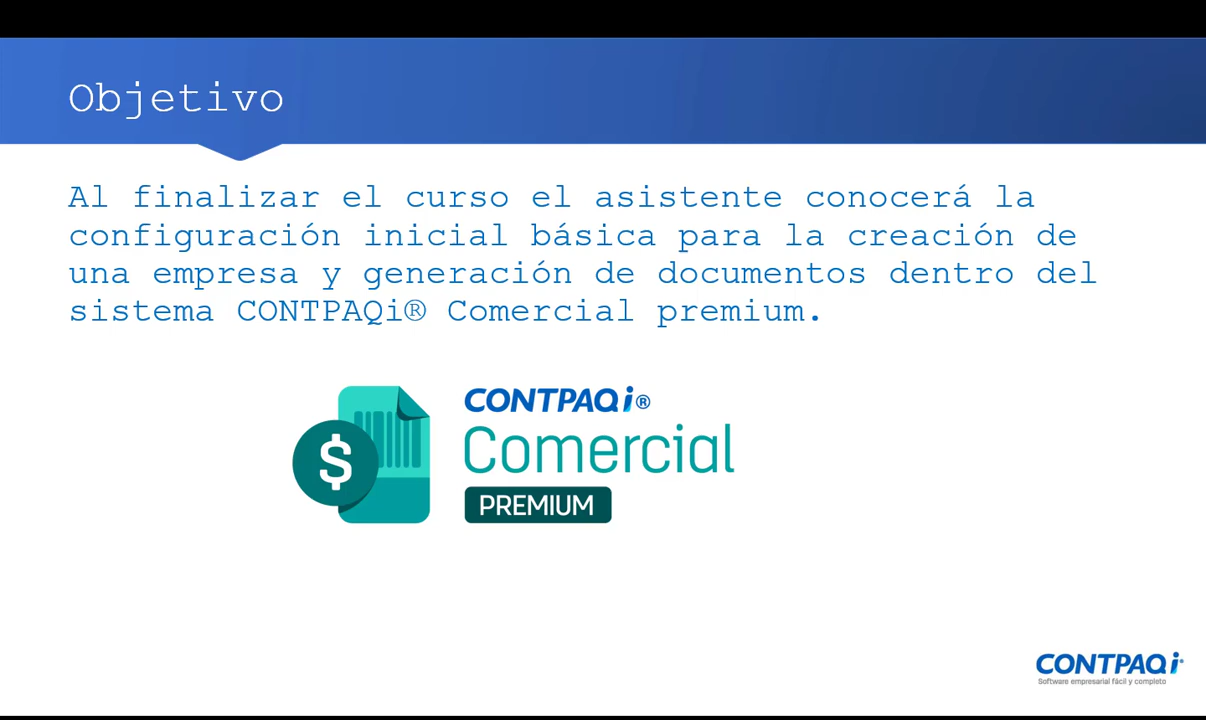 Objetivo
Al finalizar el curso el asistente conocerá la
configuración inicial básica para la creación de
una empresa y generación de documentos dentro del
sistema CONTPAQi® Comercial premium.
$
CONTPAQi®
Comercial
PREMIUM
CONTPAQi®
Software empresarial fácil y completo